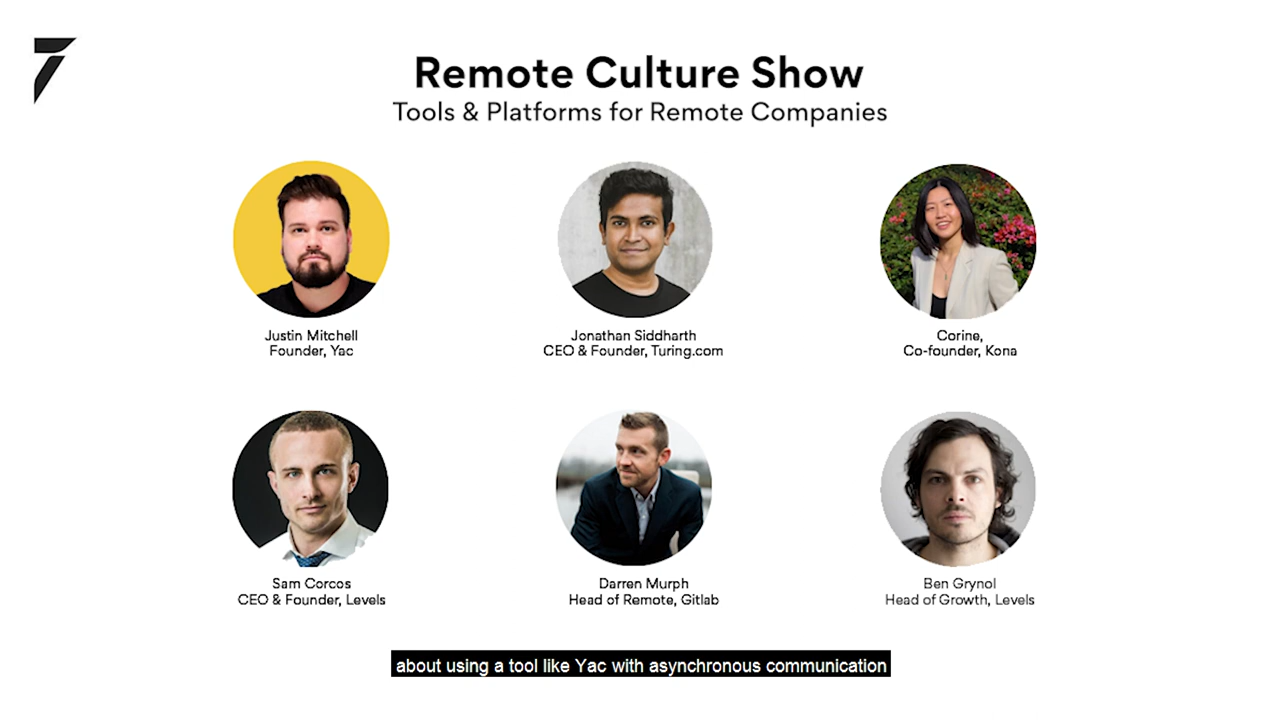 Remote Culture Show
Tools & Platforms for Remote Companies
Justin Mitchell
Founder, Yac
Jonathan Siddharth
CEO & Founder, Turing.com
Corine,
Co-founder, Kona
Sam Corcos
CEO & Founder, Levels
Darren Murph
Head of Remote, Gitlab
Ben Grynol
Head of Growth, Levels
about using a tool like Yac with asynchronous communication